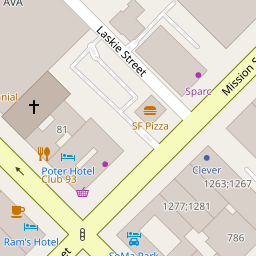 AVA
Laskie Street
Sparc
Mission S
nial
SF Pizza
81
Clever
Poter Hotel
1263;1267
Club 93
1277;1281
Ram's Hotel
SoMa Park
786
eet